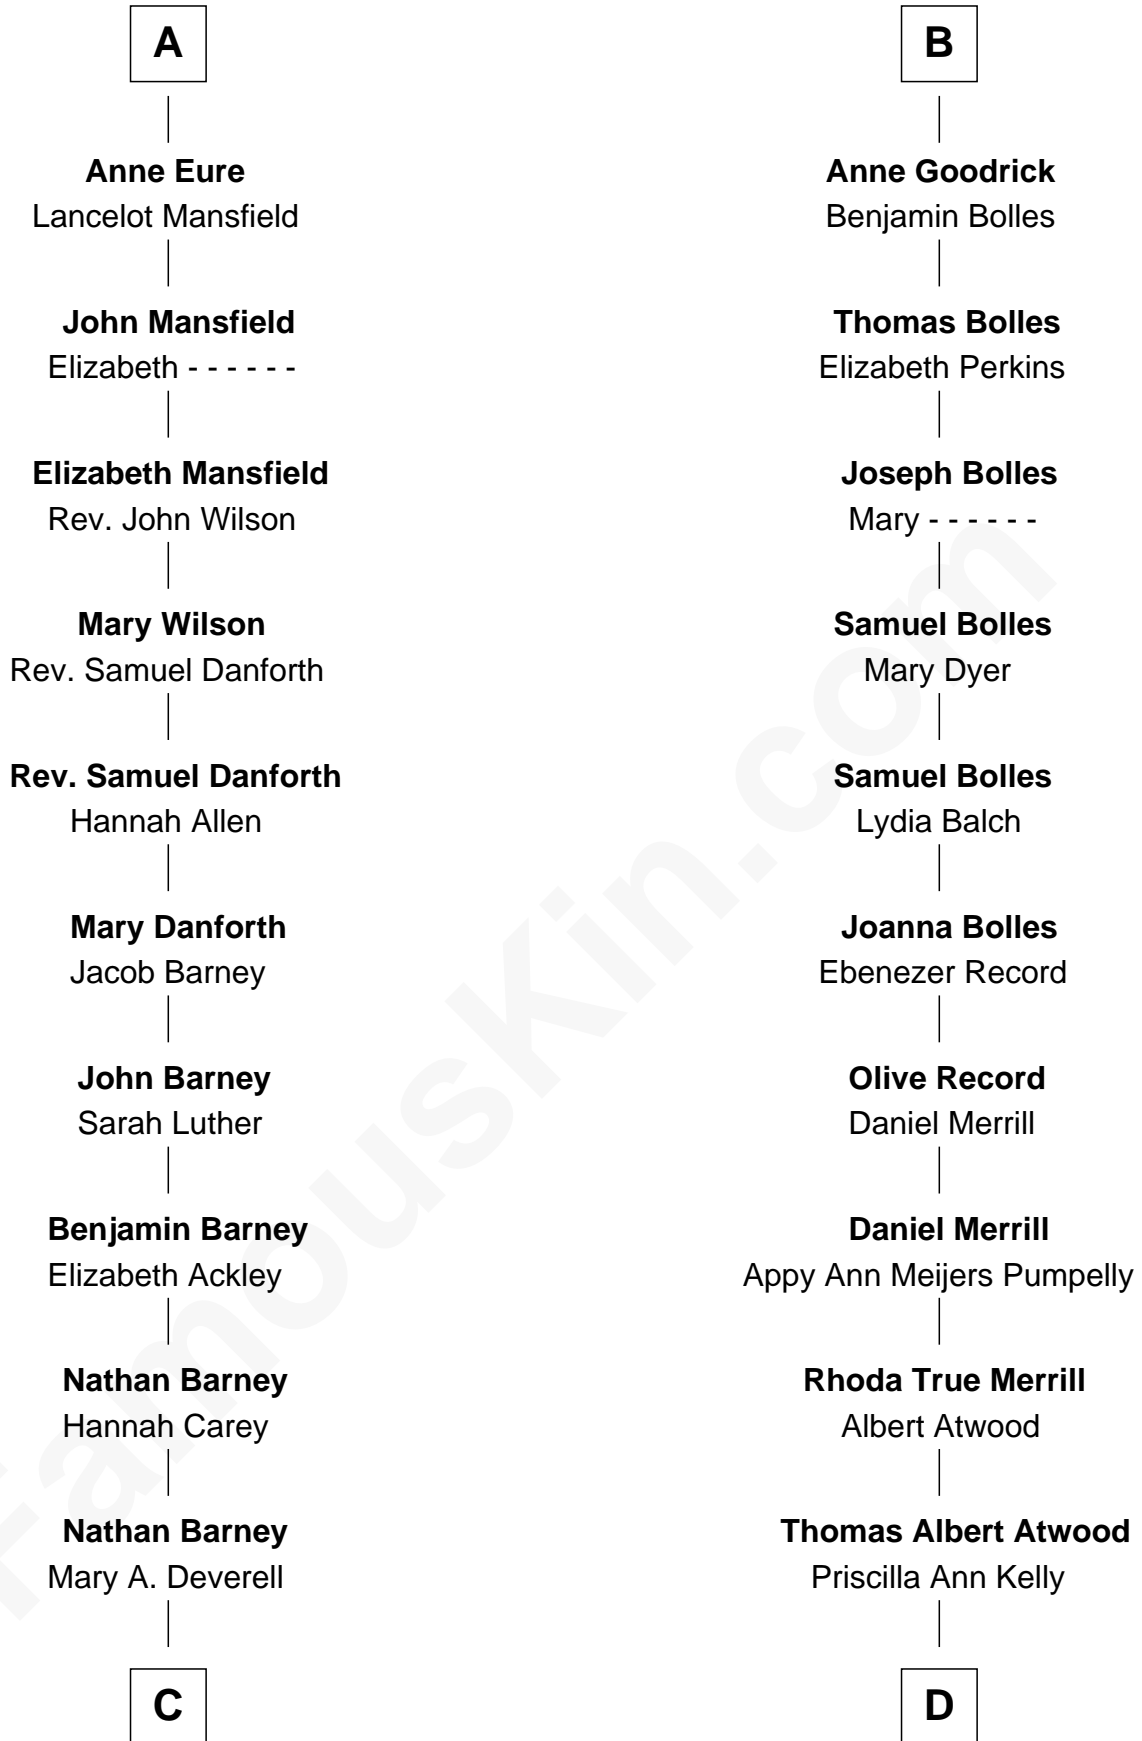 A
Anne Eure
Lancelot Mansfield
John Mansfield
Elizabeth - - - - - -
Elizabeth Mansfield
Rev. John Wilson
Mary Wilson
Rev. Samuel Danforth
Rev. Samuel Danforth
Hannah Allen
Mary Danforth
Jacob Barney
John Barney
Sarah Luther
Benjamin Barney
Elizabeth Ackley
Nathan Barney
Hannah Carey
Nathan Barney
Mary A. Deverell
C
B
Anne Goodrick
Benjamin Bolles
Thomas Bolles
Elizabeth Perkins
Joseph Bolles
Mary - - - - - -
Samuel Bolles
Mary Dyer
Samuel Bolles
Lydia Balch
Joanna Bolles
Ebenezer Record
Olive Record
Daniel Merrill
Daniel Merrill
Appy Ann Meijers Pumpelly
Rhoda True Merrill
Albert Atwood
Thomas Albert Atwood
Priscilla Ann Kelly
D
FamousKin.com